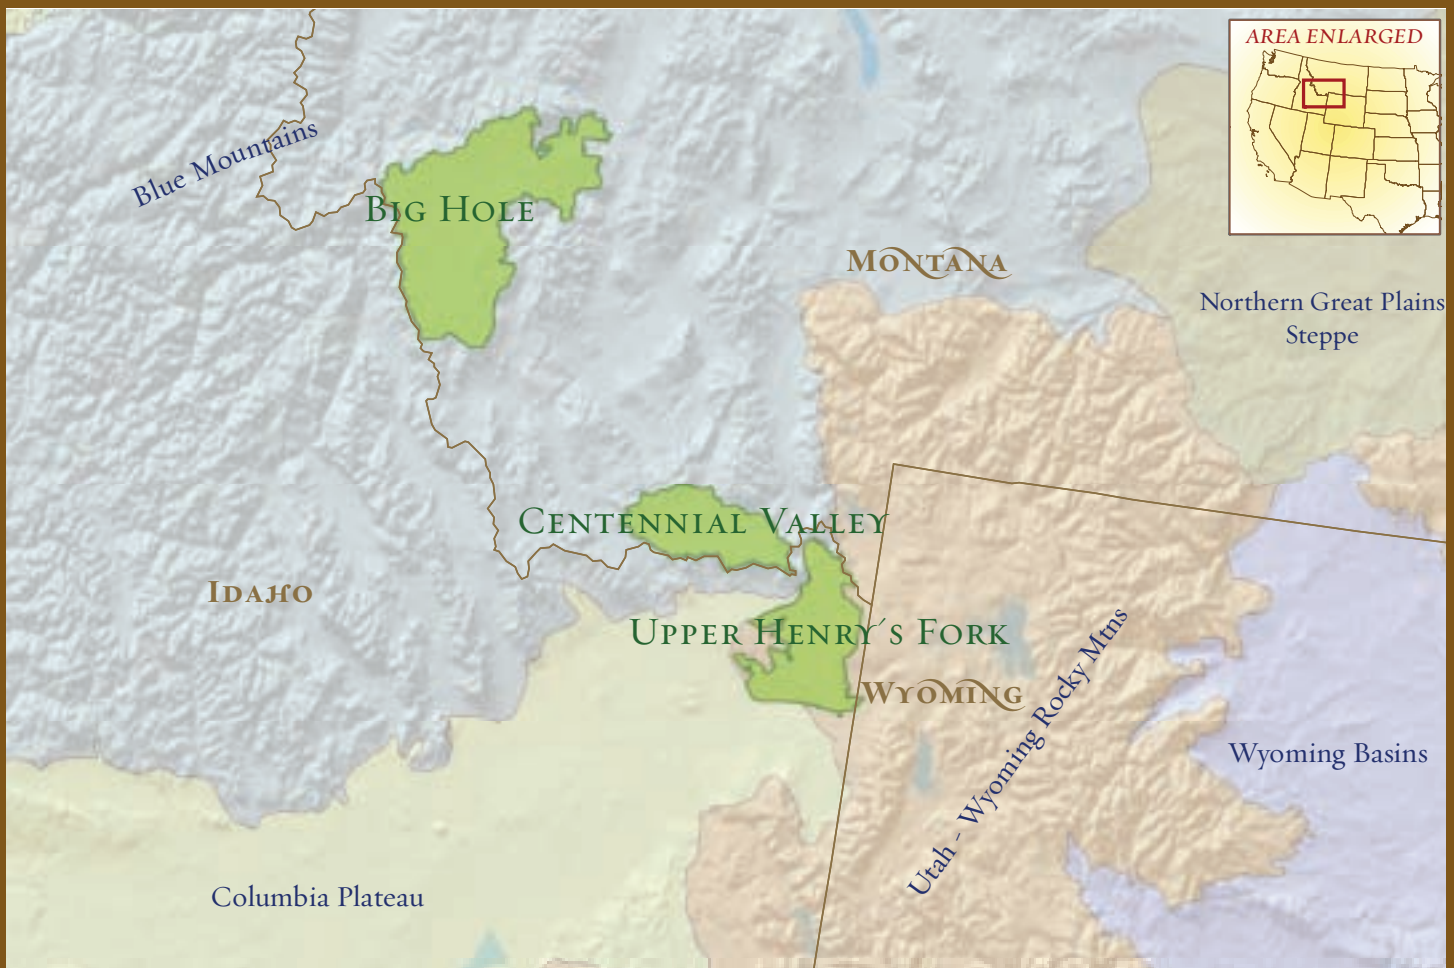 AREA ENLARGED
Blue Mountains
Big Hole
Montana
Northern Great Plains
Steppe
Centennial Valley
Idaho
Upper Henry´s Fork
Wyoming
Utah - Wyoming Rocky Mtns
Wyoming Basins
Columbia Plateau